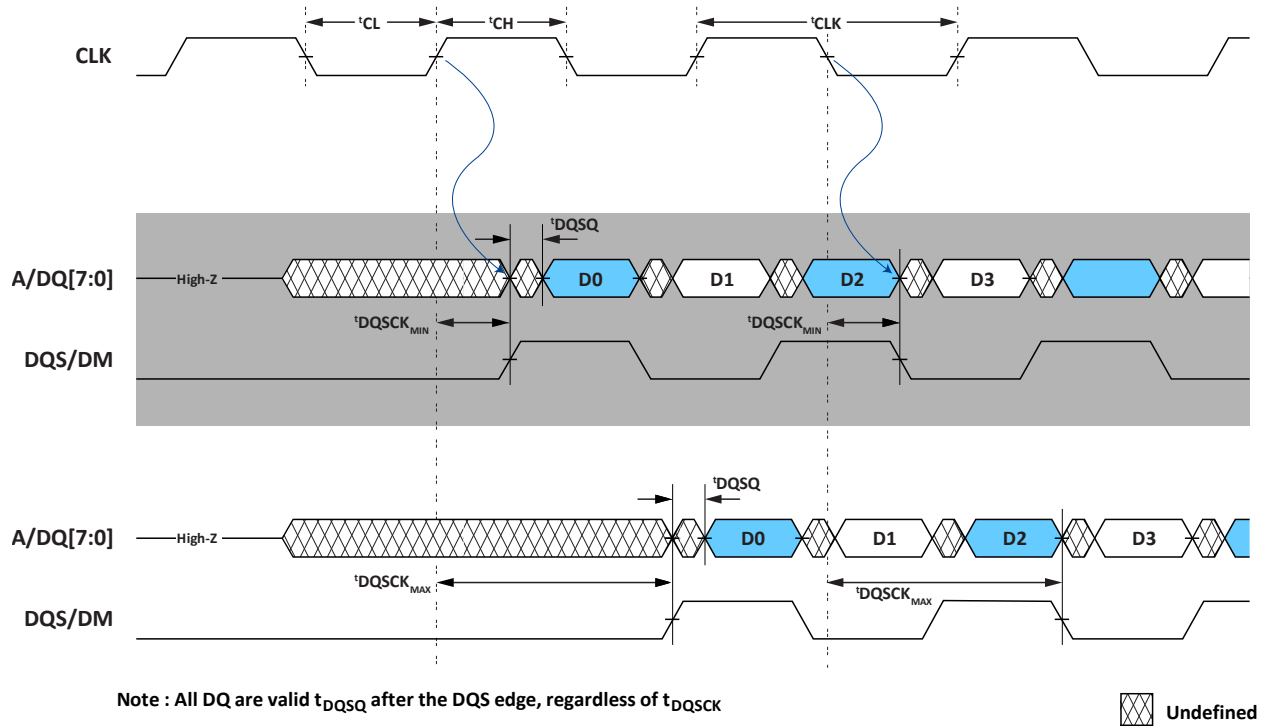 tCL
tCH
tCLK
CLK
tDQSQ
A/DQ[7:0]
High-Z
D0
D1
D2
D3
tDQSCKMIN
tDQSCKMIN
DQS/DM
tDQSQ
A/DQ[7:0]
High-Z
D0
D1
D2
D3
tDQSCKMAX
tDQSCKMAX
DQS/DM
Note : All DQ are valid tDQSQ after the DQS edge, regardless of tDQSCK
Undefined